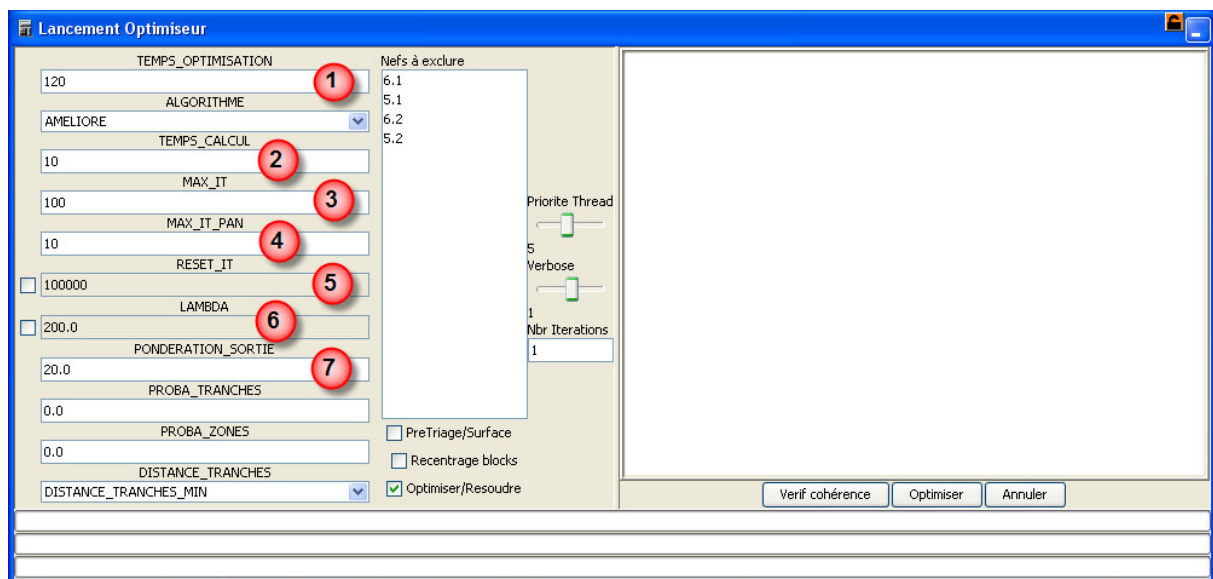 Lancement Optimiseur
TEMPS_OPTIMISATION
120
1
ALGORITHME
AMELIORE
TEMPS_CALCUL
10
2
MAX_IT
100
3
MAX_IT_PAN
10
4
RESET_IT
100000
5
LAMBDA
200.0
6
PONDERATION_SORTIE
20.0
7
PROBA_TRANCHES
0.0
PROBA_ZONES
0.0
DISTANCE_TRANCHES
DISTANCE_TRANCHES_MIN
Nefs à exclure
6.1
5.1
6.2
5.2
PreTriage/Surface
Recentrage blocks
Optimiser/Resoudre
Priorite Thread
5
Verbose
1
Nbr Iterations
1
Verif cohérence
Optimiser
Annuler